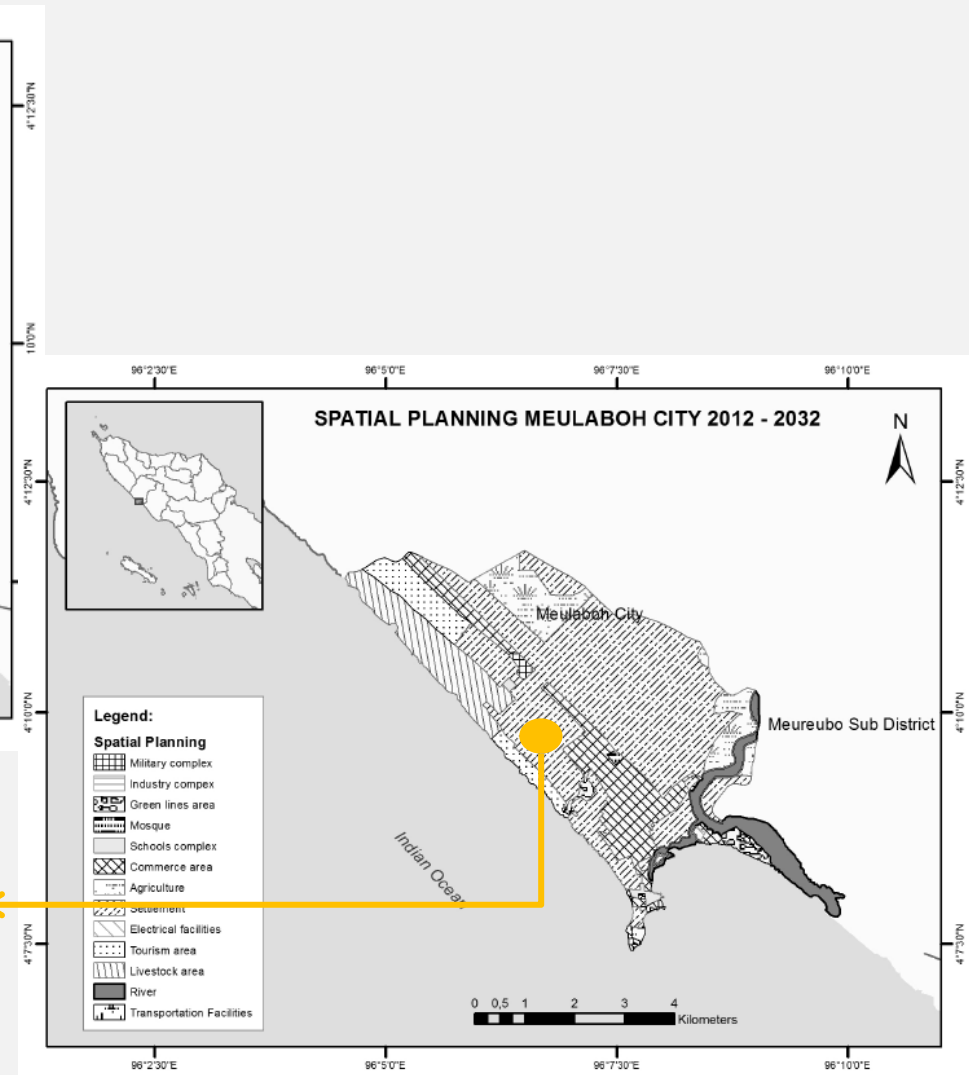 4°12'30"N
10'0"N
96°2'30"E
96°5'0"E
96°7'30"E
96°10'0"E
SPATIAL PLANNING MEULABOH CITY 2012 - 2032
N
4°12'30"N
4°12'30"N
Meulaboh City
4°10'0"N
4°10'0"N
Meureubo Sub District
Legend:
Spatial Planning
Military complex
Industry compex
Green lines area
Mosque
Schools complex
Commerce area
Agriculture
Settlement
Electrical facilities
Tourism area
Livestock area
River
Transportation Facilities
Indian Ocean
4°7'30"N
4°7'30"N
0 0,5 1 2 3 4
Kilometers
96°2'30"E
96°5'0"E
96°7'30"E
96°10'0"E